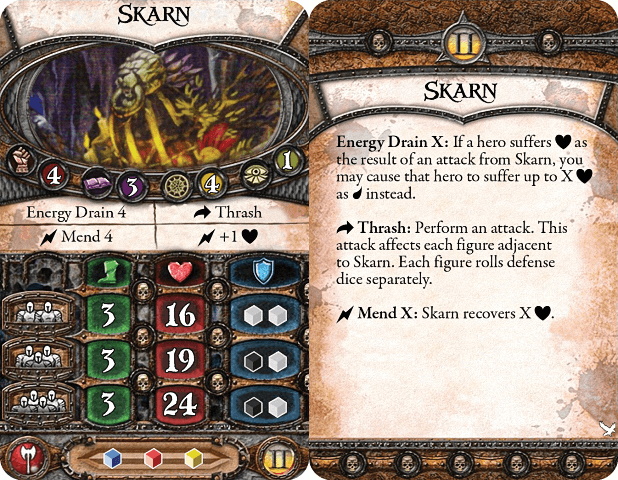 SKARN
4
3
4
1
Energy Drain 4
Thrash
Mend 4
+1
3
16
3
19
3
24
II
II
SKARN
Energy Drain X: If a hero suffers as
the result of an attack from Skarn, you
may cause that hero to suffer up to X
as instead.
Thrash: Perform an attack. This
attack affects each figure adjacent
to Skarn. Each figure rolls defense
dice separately.
Mend X: Skarn recovers X .